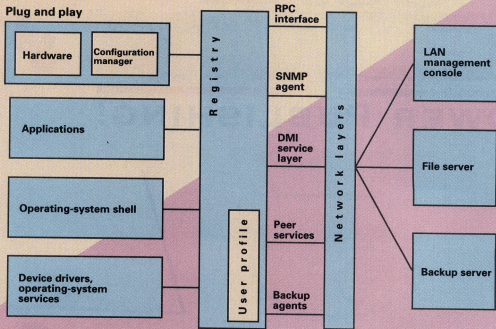 Plug and play
Hardware
Configuration
manager
Applications
Operating-system shell
Device drivers,
operating-system
services
Registry
User profile
RPC
interface
SNMP
agent
DMI
service
layer
Peer
services
Backup
agents
Network layers
LAN
management
console
File server
Backup server